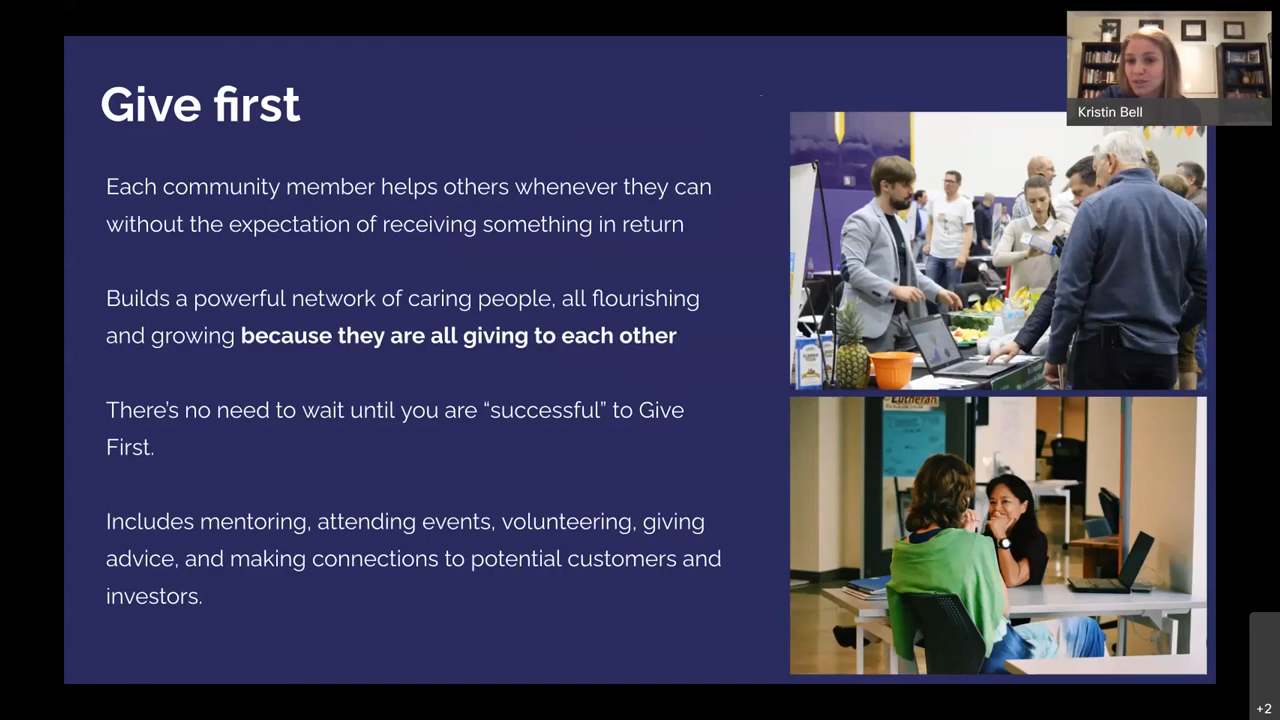 Give first
Each community member helps others whenever they can
without the expectation of receiving something in return
Builds a powerful network of caring people, all flourishing
and growing because they are all giving to each other
There’s no need to wait until you are “successful” to Give
First.
Includes mentoring, attending events, volunteering, giving
advice, and making connections to potential customers and
investors.
Kristin Bell
Lutheran
+2